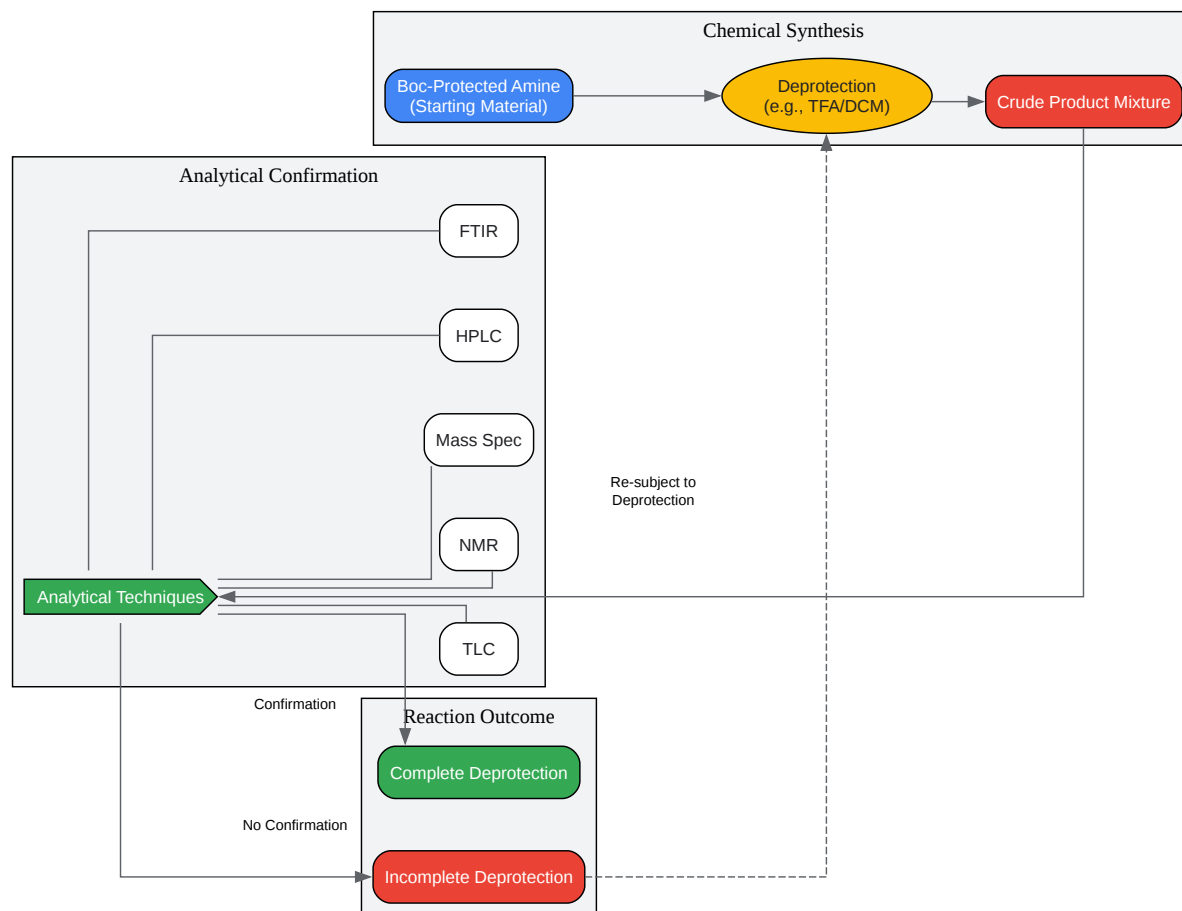 Chemical Synthesis
Boc-Protected Amine
(Starting Material)
Deprotection
(e.g., TFA/DCM)
Crude Product Mixture
Analytical Confirmation
FTIR
HPLC
Mass Spec
NMR
Analytical Techniques
TLC
Re-subject to
Deprotection
Confirmation
Reaction Outcome
Complete Deprotection
No Confirmation
Incomplete Deprotection